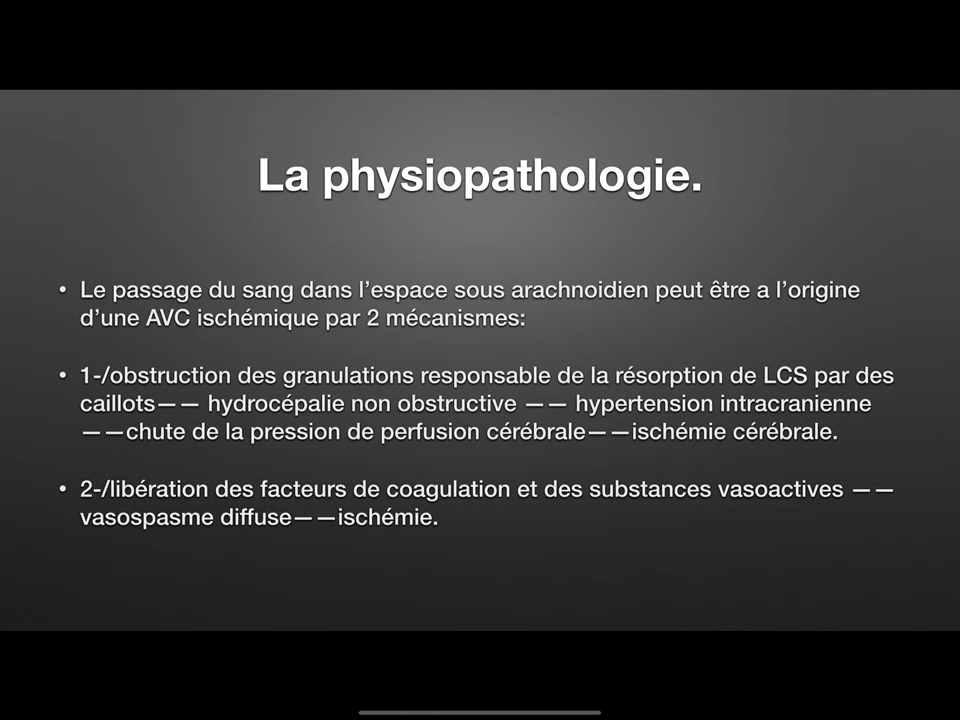 La physiopathologie.
• Le passage du sang dans l’espace sous arachnoidien peut être a l’origine
d’une AVC ischémique par 2 mécanismes:
• 1-/obstruction des granulations responsable de la résorption de LCS par des
caillots—— hydrocépalie non obstructive —— hypertension intracranienne
——chute de la pression de perfusion cérébrale——ischémie cérébrale.
• 2-/libération des facteurs de coagulation et des substances vasoactives ——
vasospasme diffuse——ischémie.